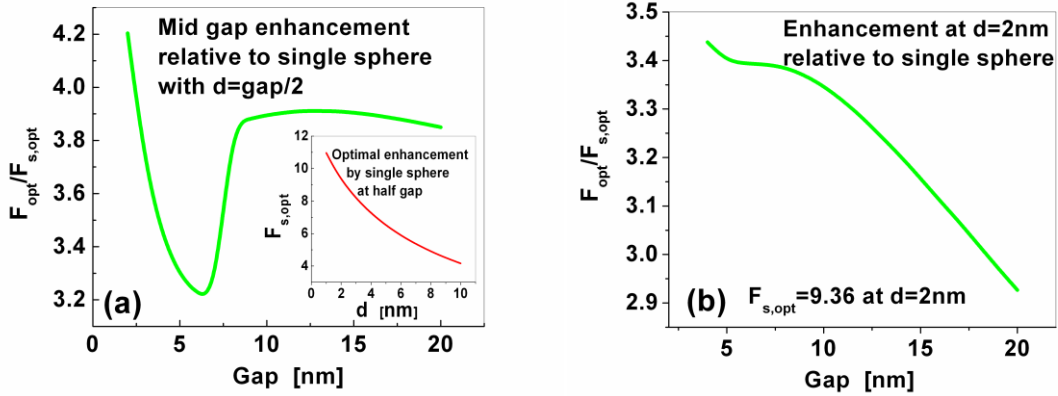 Mid gap enhancement
relative to single sphere
with d=gap/2
4.2
4.0
3.8
3.6
3.4
3.2
F_opt/F_s,opt
12
10
8
6
4
F_s,opt
Optimal enhancement
by single sphere
at half gap
0 2 4 6 8 10
d [nm]
(a)
0 5 10 15 20
Gap [nm]
Enhancement at d=2nm
relative to single sphere
3.4
3.3
3.2
3.1
3.0
2.9
F_opt/F_s,opt
(b) F_s,opt=9.36 at d=2nm
5 10 15 20
Gap [nm]